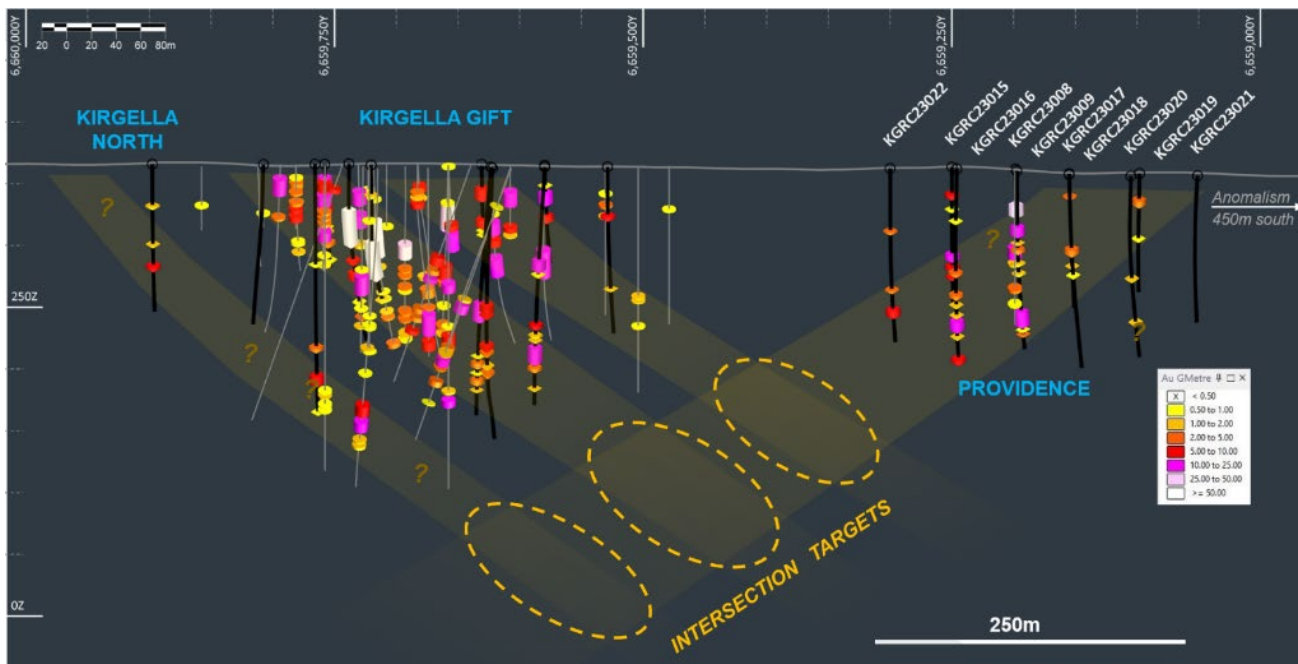 6,660,000Y
6,659,750Y
6,659,500Y
6,659,250Y
6,659,000Y
20 0 20 40 60 80m
KIRGELLA
NORTH
KIRGELLA GIFT
KGRC23022
KGRC23015
KGRC23016
KGRC23008
KGRC23009
KGRC23017
KGRC23018
KGRC23020
KGRC23019
KGRC23021
Anomalism
450m south
?
?
?
?
?
?
250Z
PROVIDENCE
Au GMetre
X < 0.50
0.50 to 1.00
1.00 to 2.00
2.00 to 5.00
5.00 to 10.00
10.00 to 25.00
25.00 to 50.00
>= 50.00
INTERSECTION TARGETS
0Z
250m